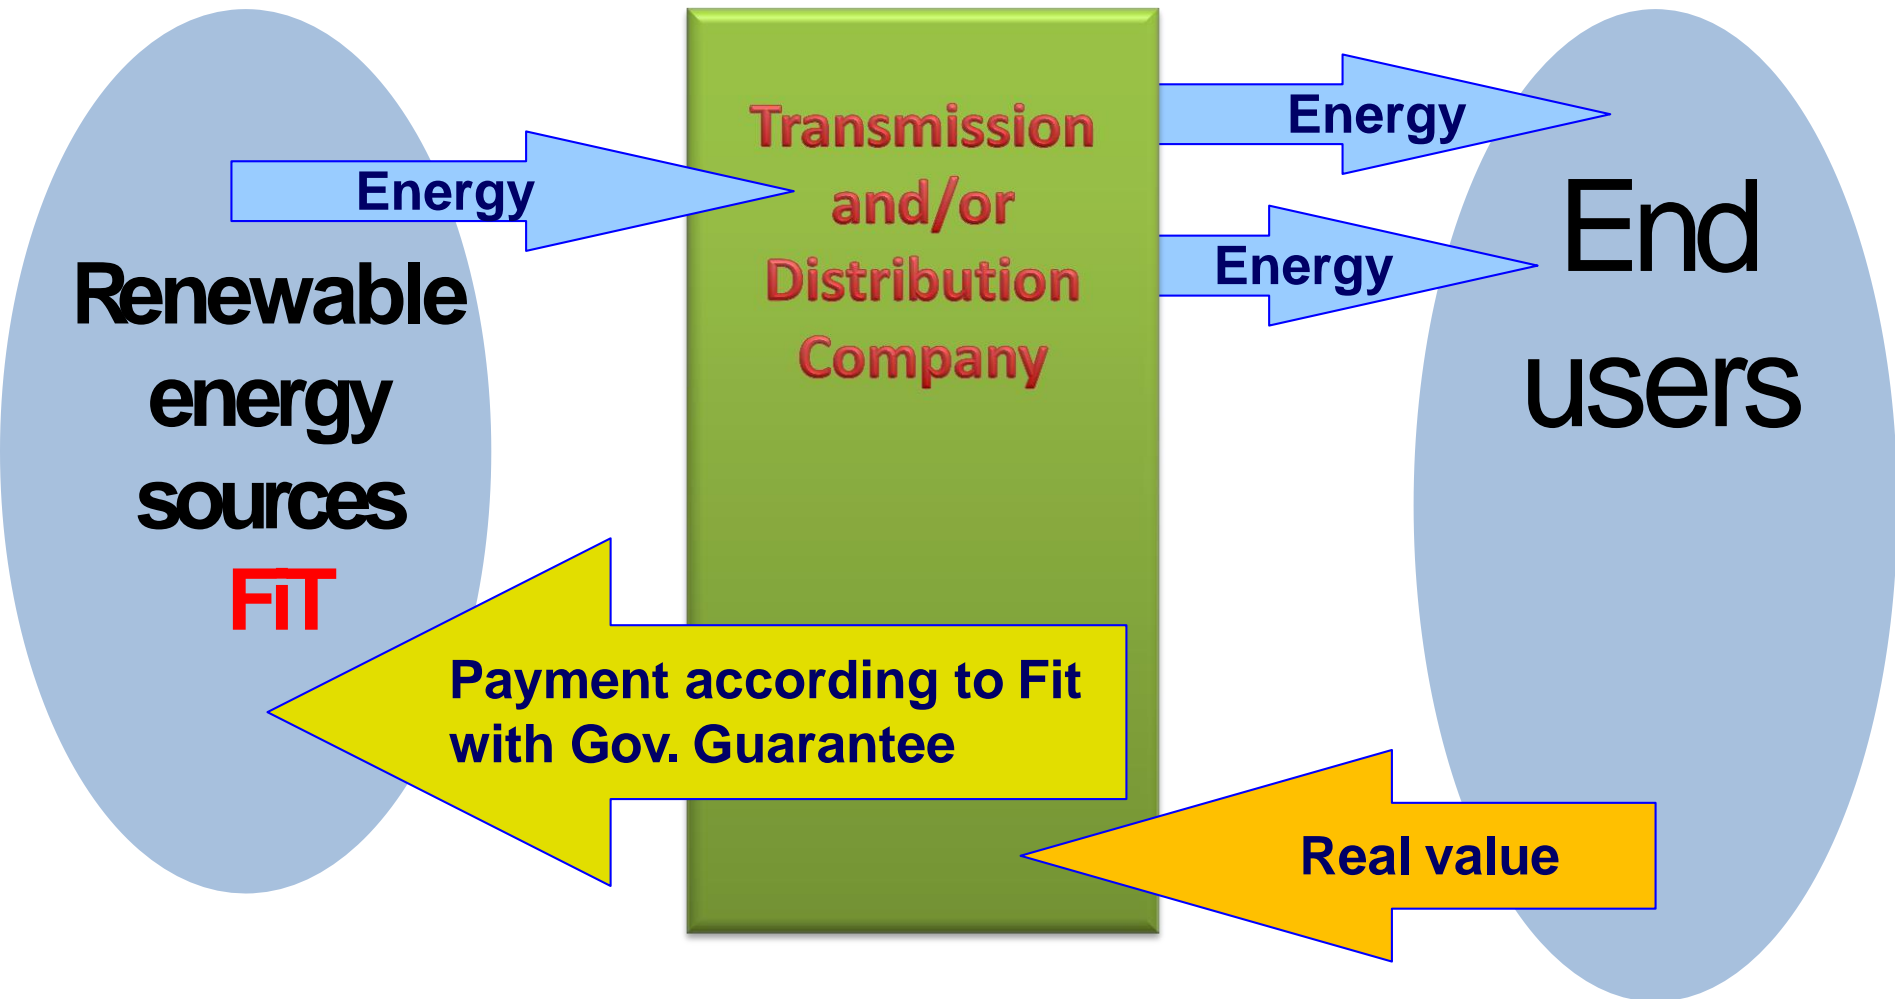 Renewable
energy
sources
FiT
Energy
Transmission
and/or
Distribution
Company
Energy
Energy
End
users
Payment according to Fit
with Gov. Guarantee
Real value